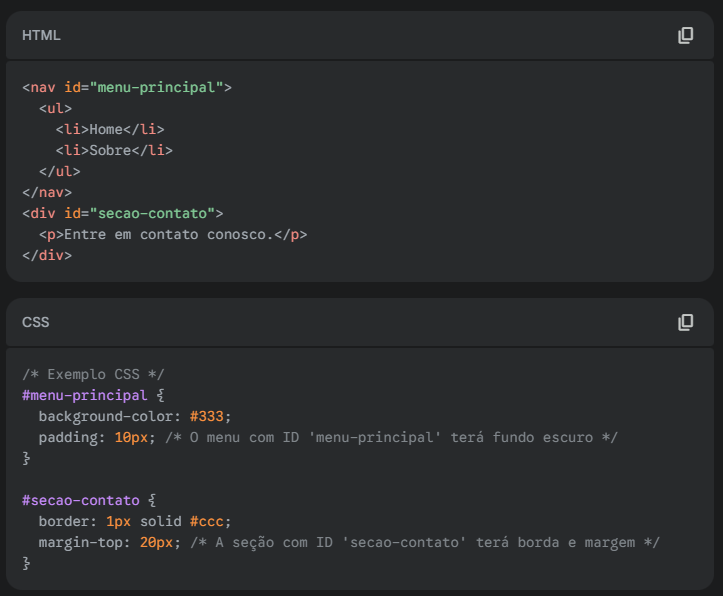 HTML
<nav id="menu-principal">
  <ul>
    <li>Home</li>
    <li>Sobre</li>
  </ul>
</nav>
<div id="secao-contato">
  <p>Entre em contato conosco.</p>
</div>
CSS
/* Exemplo CSS */
#menu-principal {
  background-color: #333;
  padding: 10px; /* O menu com ID 'menu-principal' terá fundo escuro */
}
#secao-contato {
  border: 1px solid #ccc;
  margin-top: 20px; /* A seção com ID 'secao-contato' terá borda e margem */
}